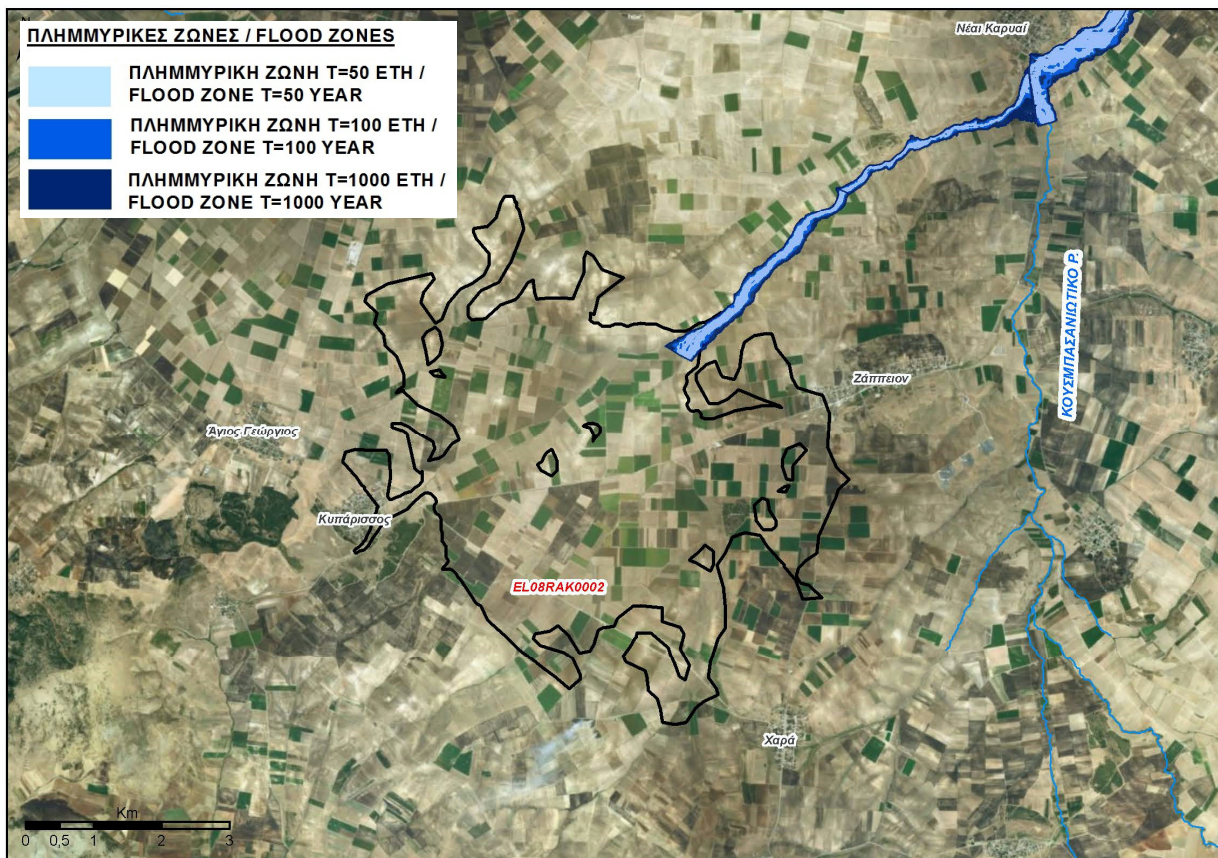 ΠΛΗΜΜΥΡΙΚΕΣ ΖΩΝΕΣ / FLOOD ZONES
ΠΛΗΜΜΥΡΙΚΗ ΖΩΝΗ Τ=50 ΕΤΗ /
FLOOD ZONE T=50 YEAR
ΠΛΗΜΜΥΡΙΚΗ ΖΩΝΗ Τ=100 ΕΤΗ /
FLOOD ZONE T=100 YEAR
ΠΛΗΜΜΥΡΙΚΗ ΖΩΝΗ Τ=1000 ΕΤΗ /
FLOOD ZONE T=1000 YEAR
Νέαι Καρυαί
ΚΟΥΣΜΠΑΣΑΝΙΩΤΙΚΟ Ρ.
Ζάππειον
Άγιος Γεώργιος
Κυπάρισσος
EL08RAK0002
Χαρά
Km
0 0,5 1 2 3